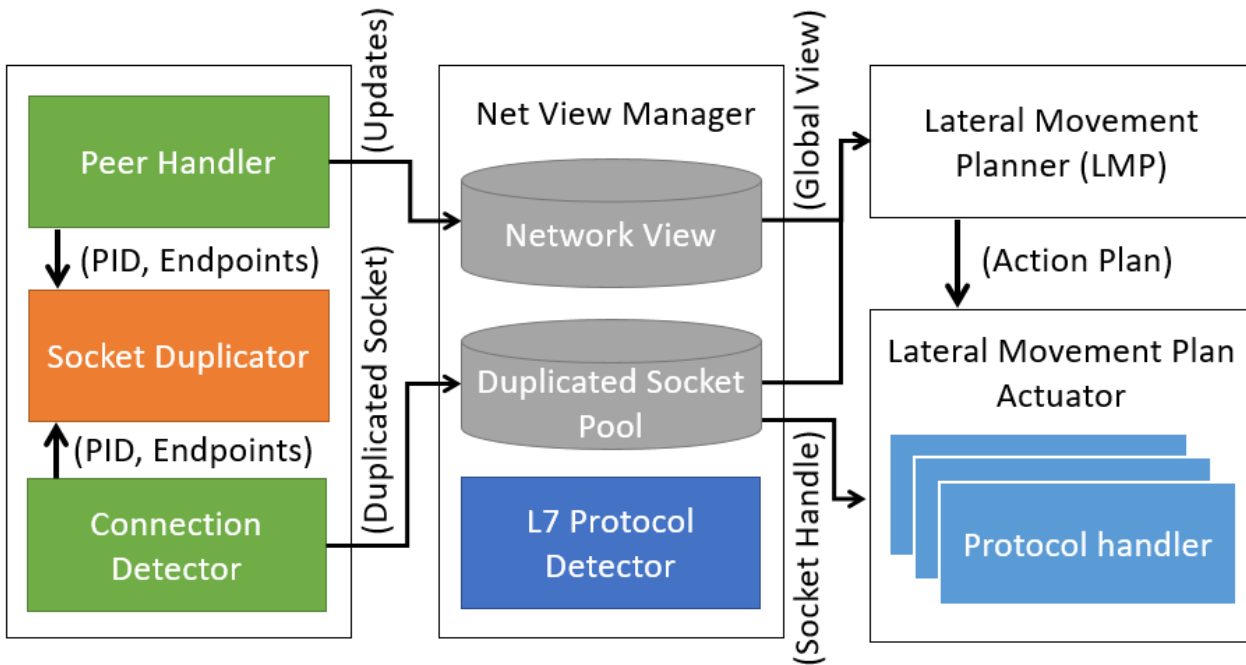 Peer Handler
(PID, Endpoints)
Socket Duplicator
(PID, Endpoints)
Connection
Detector
(Updates)
(Duplicated Socket)
Net View Manager
Network View
Duplicated Socket
Pool
L7 Protocol
Detector
(Global View)
(Socket Handle)
Lateral Movement
Planner (LMP)
(Action Plan)
Lateral Movement Plan
Actuator
Protocol handler